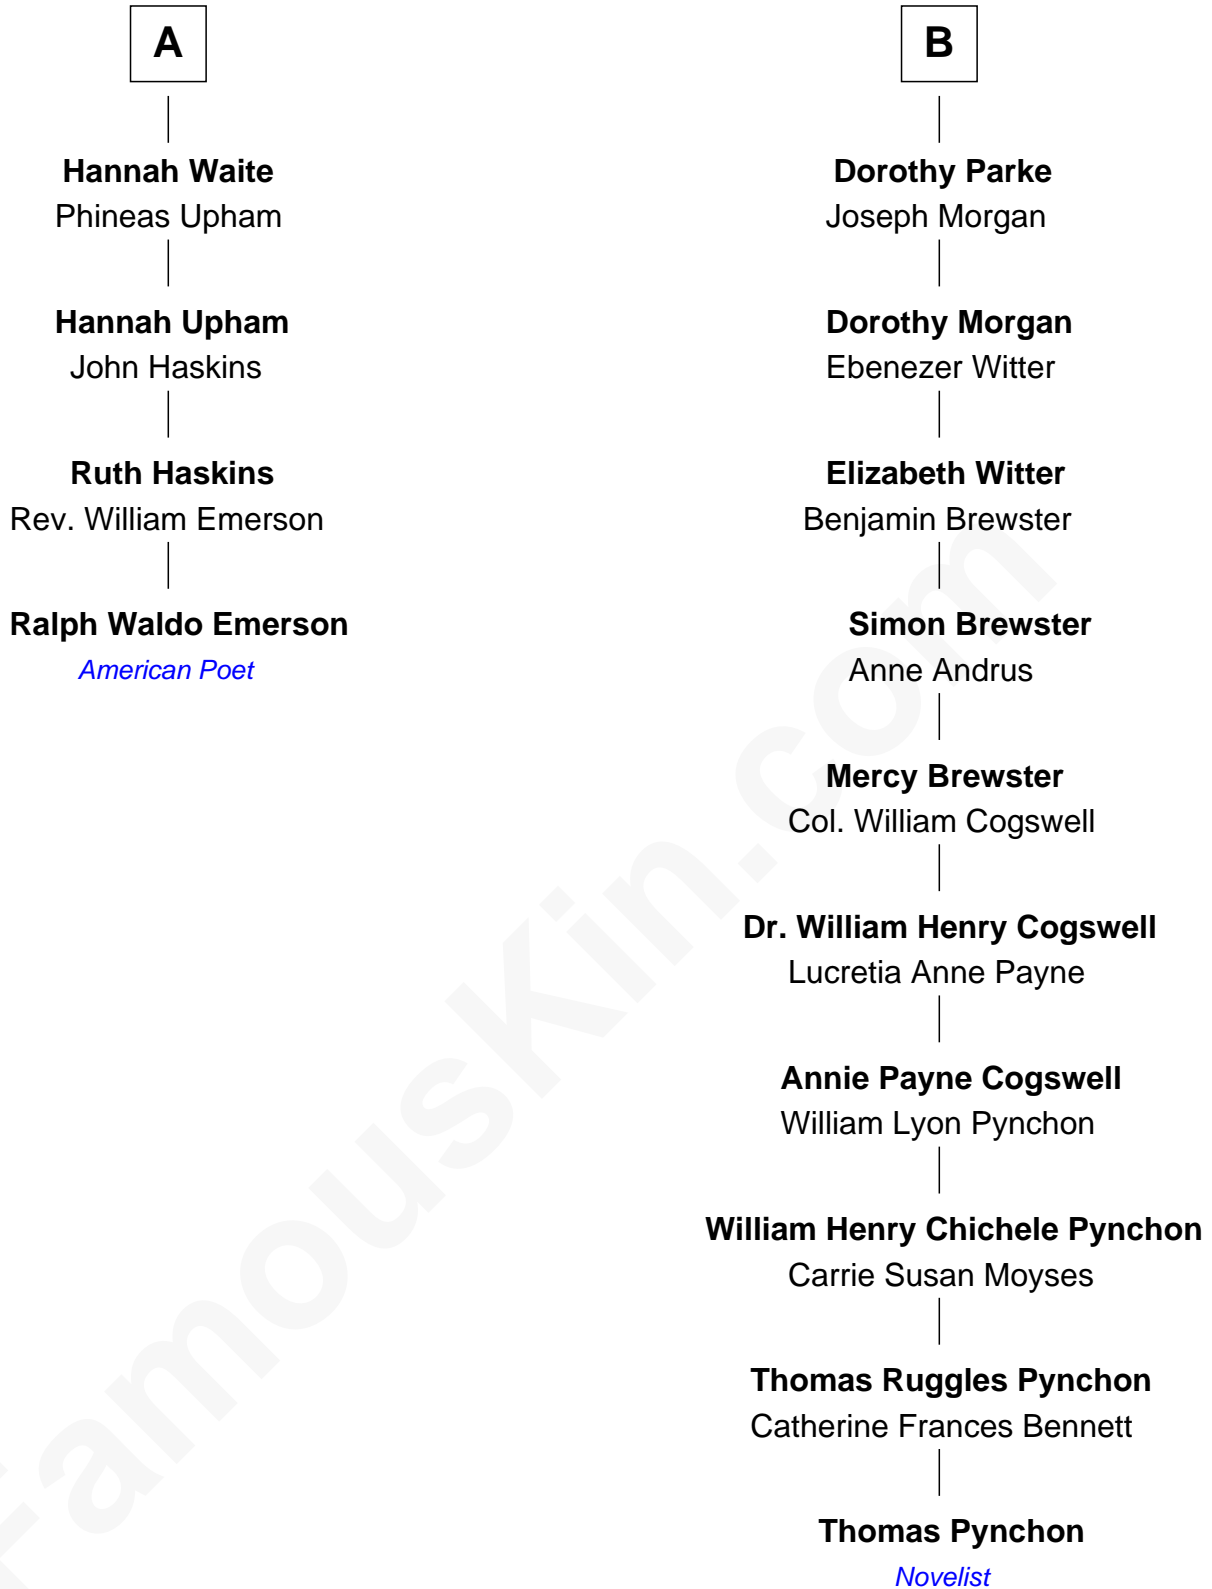 A
Hannah Waite
Phineas Upham
Hannah Upham
John Haskins
Ruth Haskins
Rev. William Emerson
Ralph Waldo Emerson
American Poet
B
Dorothy Parke
Joseph Morgan
Dorothy Morgan
Ebenezer Witter
Elizabeth Witter
Benjamin Brewster
Simon Brewster
Anne Andrus
Mercy Brewster
Col. William Cogswell
Dr. William Henry Cogswell
Lucretia Anne Payne
Annie Payne Cogswell
William Lyon Pynchon
William Henry Chichele Pynchon
Carrie Susan Moyses
Thomas Ruggles Pynchon
Catherine Frances Bennett
Thomas Pynchon
Novelist
FamousKin.com